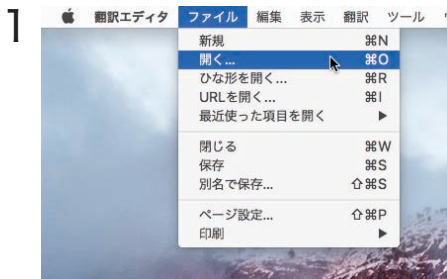 1
翻訳エディタ ファイル 編集 表示 翻訳 ツール
新規 ⌘N
開く... ⌘O
ひな形を開く... ⌘R
URLを開く... ⌘I
最近使った項目を開く ▶
閉じる ⌘W
保存 ⌘S
別名で保存... ⇧⌘S
ページ設定... ⇧⌘P
印刷 ▶